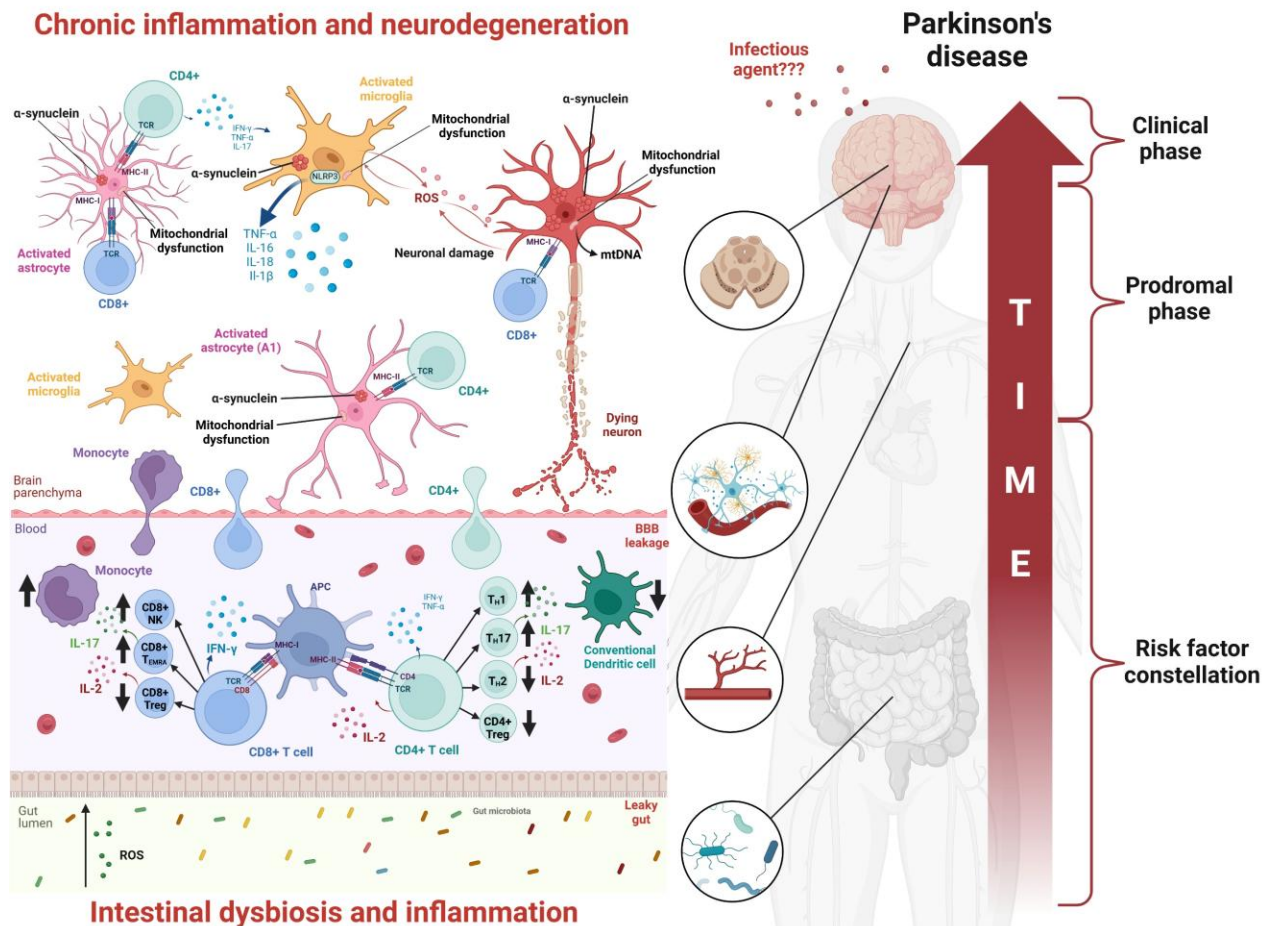 Chronic inflammation and neurodegeneration
CD4+
α-synuclein
TCR
IFN-γ
TNF-α
IL-17
MHC-II
MHC-I
Mitochondrial
dysfunction
Activated
astrocyte
TCR
CD8+
Activated
microglia
Mitochondrial
dysfunction
α-synuclein
NLRP3
TNF-α
IL-16
IL-18
Il-1β
ROS
Neuronal damage
α-synuclein
Mitochondrial
dysfunction
MHC-I
mtDNA
TCR
CD8+
Activated
microglia
Activated
astrocyte (A1)
MHC-II
TCR
CD4+
α-synuclein
Mitochondrial
dysfunction
Dying
neuron
Monocyte
Brain
parenchyma
CD8+
CD4+
Blood
BBB
leakage
Monocyte
APC
IFN-γ
TNF-α
CD8+
NK
IL-17
CD8+
TEMRA
IL-2
CD8+
Treg
IFN-γ
MHC-I
TCR
CD8
MHC-II
CD4
TCR
IL-2
CD8+ T cell
CD4+ T cell
TH1
TH17
IL-17
TH2
IL-2
CD4+
Treg
Conventional
Dendritic cell
Gut
lumen
Gut microbiota
Leaky
gut
ROS
Intestinal dysbiosis and inflammation
Parkinson's
disease
Infectious
agent???
T
I
M
E
Clinical
phase
Prodromal
phase
Risk factor
constellation